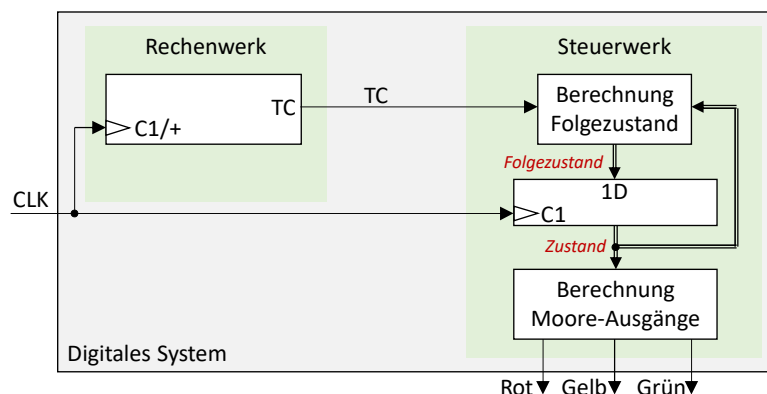 Rechenwerk
Steuerwerk
TC
C1/+
TC
Berechnung
Folgezustand
Folgezustand
1D
C1
CLK
Zustand
Berechnung
Moore-Ausgänge
Digitales System
Rot Gelb Grün